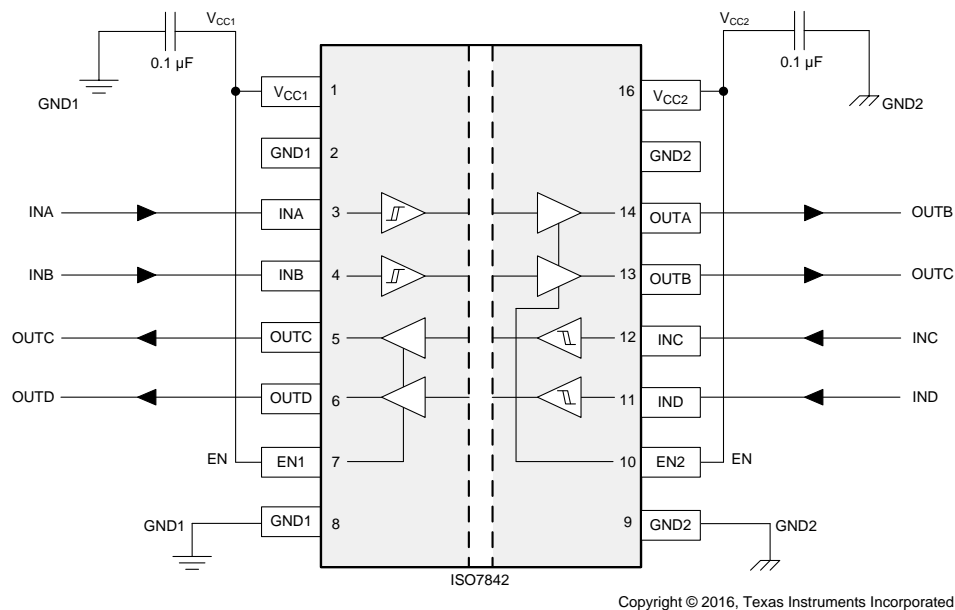 VCC1
VCC2
0.1 µF
0.1 µF
GND1
GND2
VCC1
1
16
VCC2
GND1
2
GND2
INA
INA
3
14
OUTA
OUTB
INB
INB
4
13
OUTB
OUTC
OUTC
OUTC
5
12
INC
INC
OUTD
OUTD
6
11
IND
IND
EN
EN1
7
10
EN2
EN
GND1
GND1
8
9
GND2
GND2
ISO7842
Copyright © 2016, Texas Instruments Incorporated